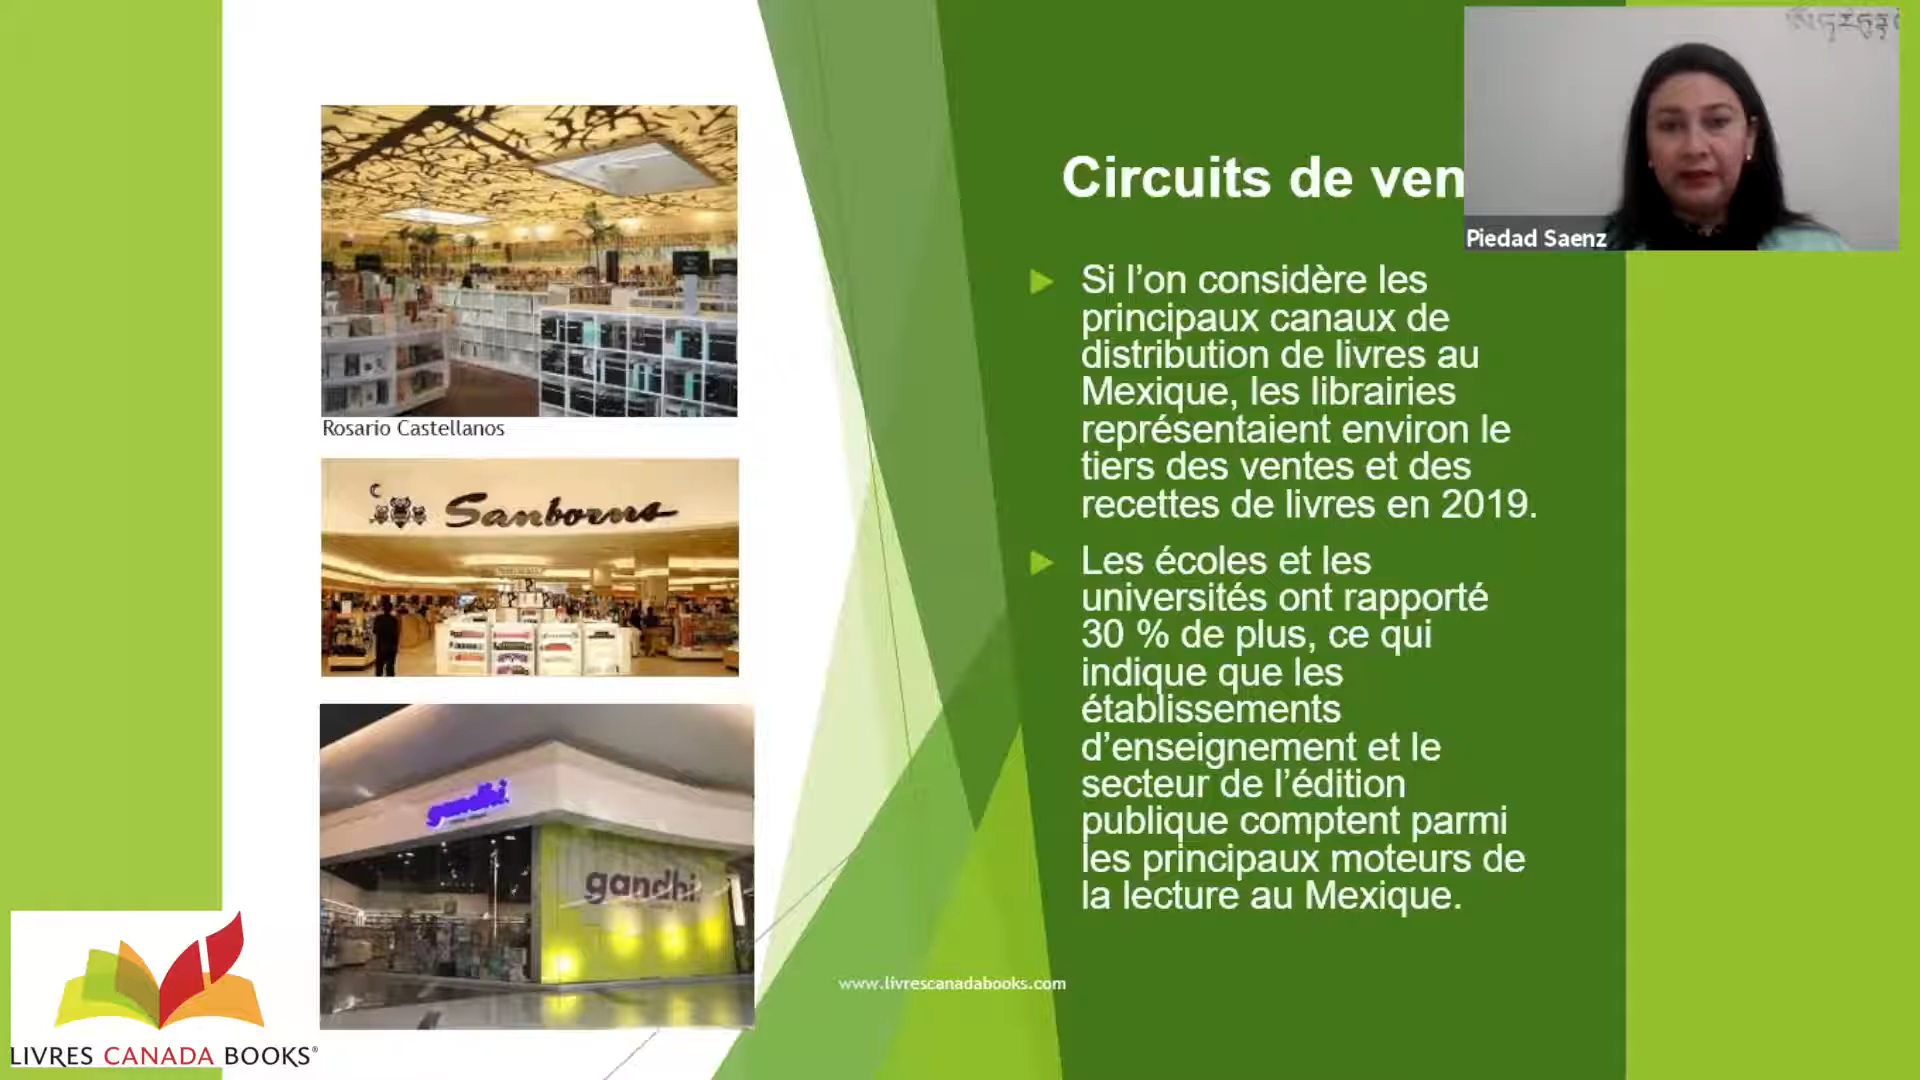 Circuits de ven
Piedad Saenz
Si l’on considère les
principaux canaux de
distribution de livres au
Mexique, les librairies
représentaient environ le
tiers des ventes et des
recettes de livres en 2019.
Les écoles et les
universités ont rapporté
30 % de plus, ce qui
indique que les
établissements
d’enseignement et le
secteur de l’édition
publique comptent parmi
les principaux moteurs de
la lecture au Mexique.
Rosario Castellanos
Sanborns
gandhi
gandhi
www.livrescanadabooks.com
LIVRES CANADA BOOKS®